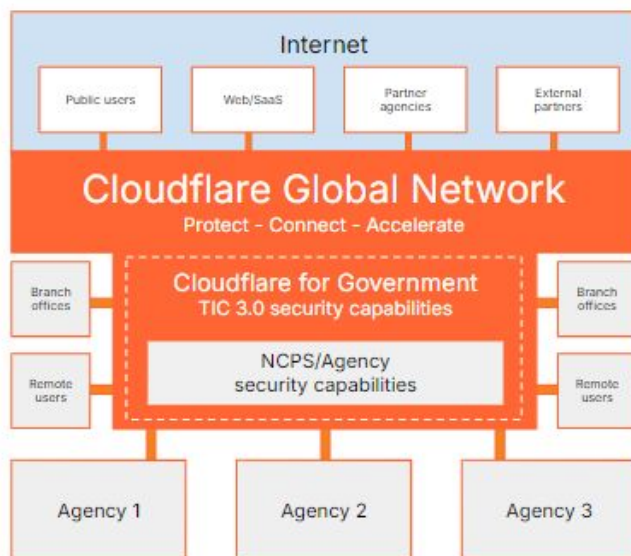 Internet
Public users
Web/SaaS
Partner
agencies
External
partners
Cloudflare Global Network
Protect - Connect - Accelerate
Branch
offices
Cloudflare for Government
TIC 3.0 security capabilities
Branch
offices
NCPS/Agency
security capabilities
Remote
users
Remote
users
Agency 1
Agency 2
Agency 3